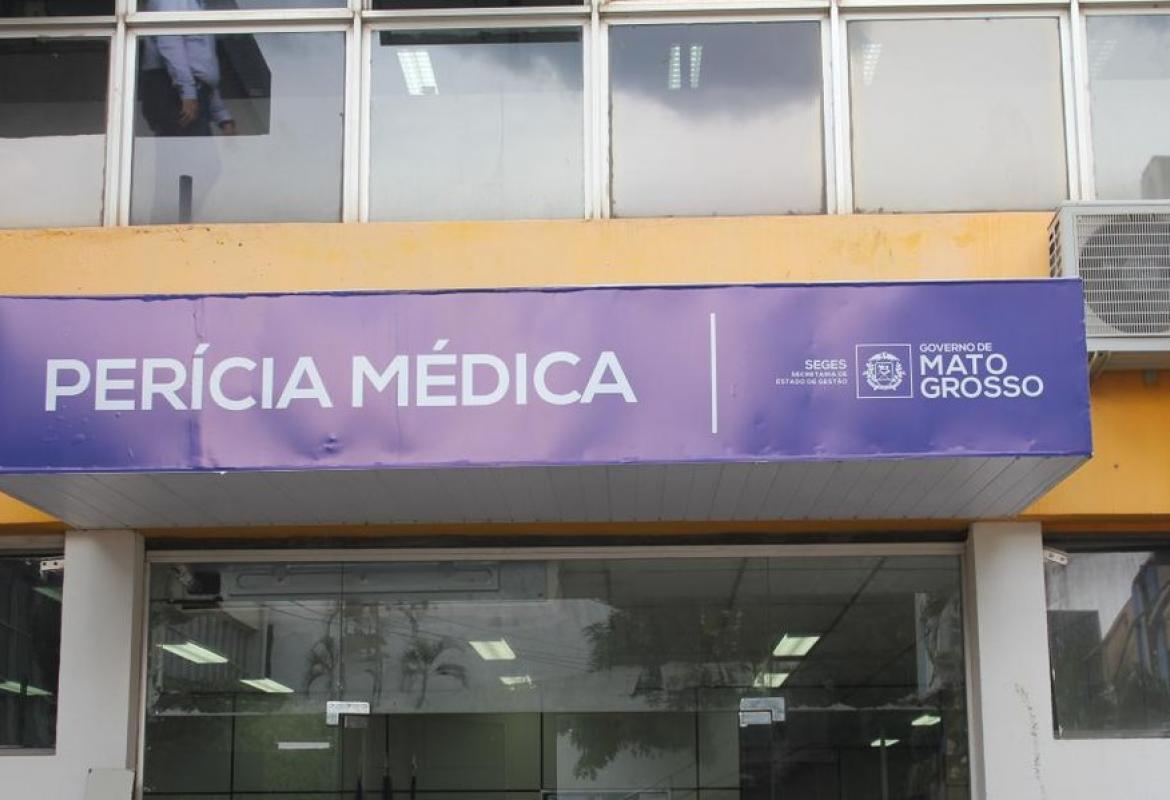 PERÍCIA MÉDICA
SEGES
SECRETARIA DE
ESTADO DE GESTÃO
GOVERNO DE
MATO
GROSSO